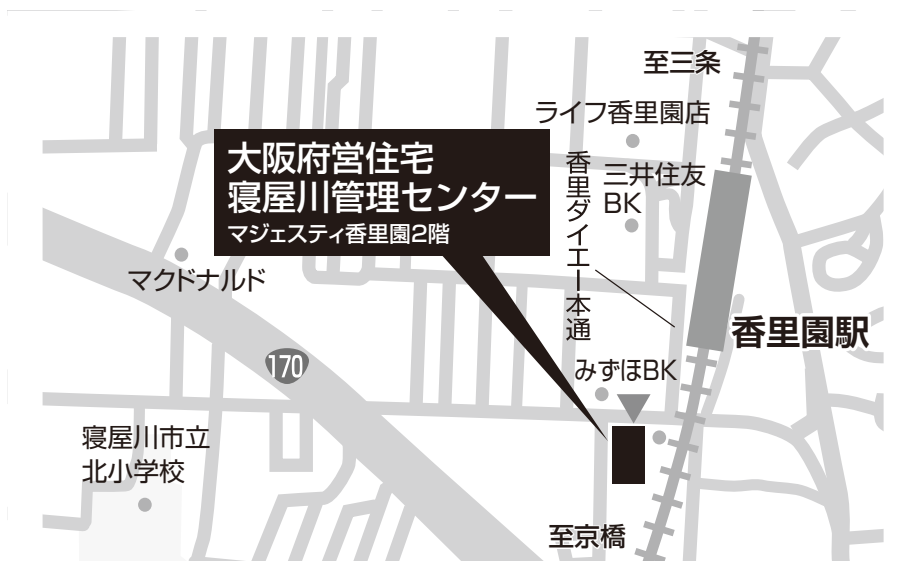 至三条
ライフ香里園店
大阪府営住宅
寝屋川管理センター
マジェスティ香里園2階
香里ダイエー本通
三井住友
BK
マクドナルド
香里園駅
170
みずほBK
寝屋川市立
北小学校
至京橋